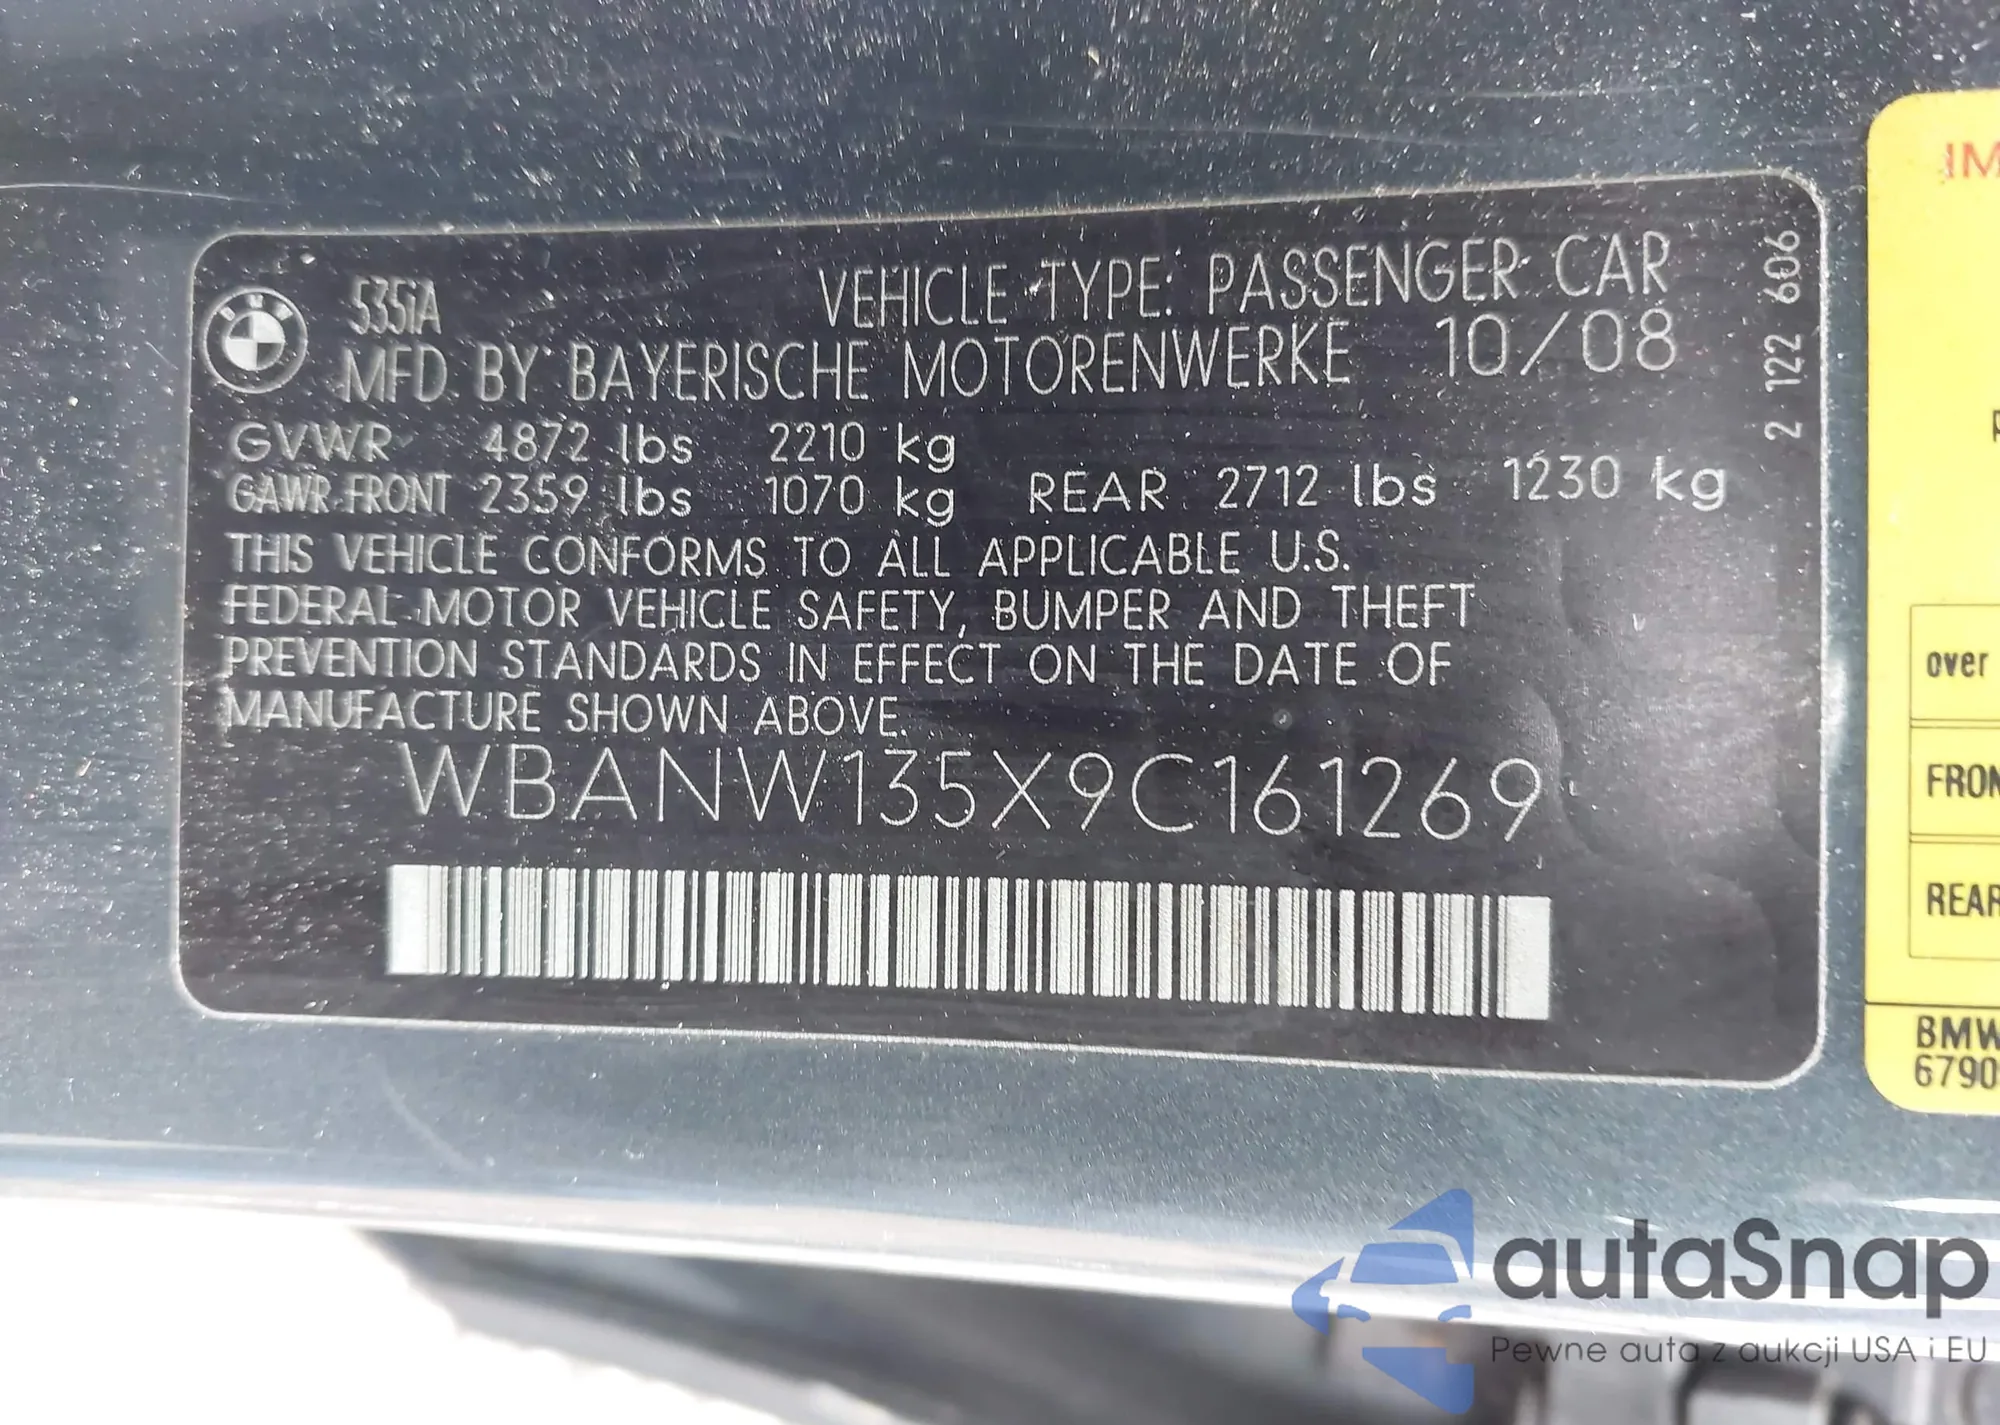 535iA
VEHICLE TYPE: PASSENGER CAR
MFD. BY BAYERISCHE MOTORENWERKE 10/08
GVWR 4872 lbs 2210 kg
GAWR FRONT 2359 lbs 1070 kg REAR 2712 lbs 1230 kg
THIS VEHICLE CONFORMS TO ALL APPLICABLE U.S.
FEDERAL MOTOR VEHICLE SAFETY, BUMPER AND THEFT
PREVENTION STANDARDS IN EFFECT ON THE DATE OF
MANUFACTURE SHOWN ABOVE.
WBANW135X9C161269
2 122 606
over
FRON
REAR
BMW
autoSnap
Pewne auta z aukcji USA i EU